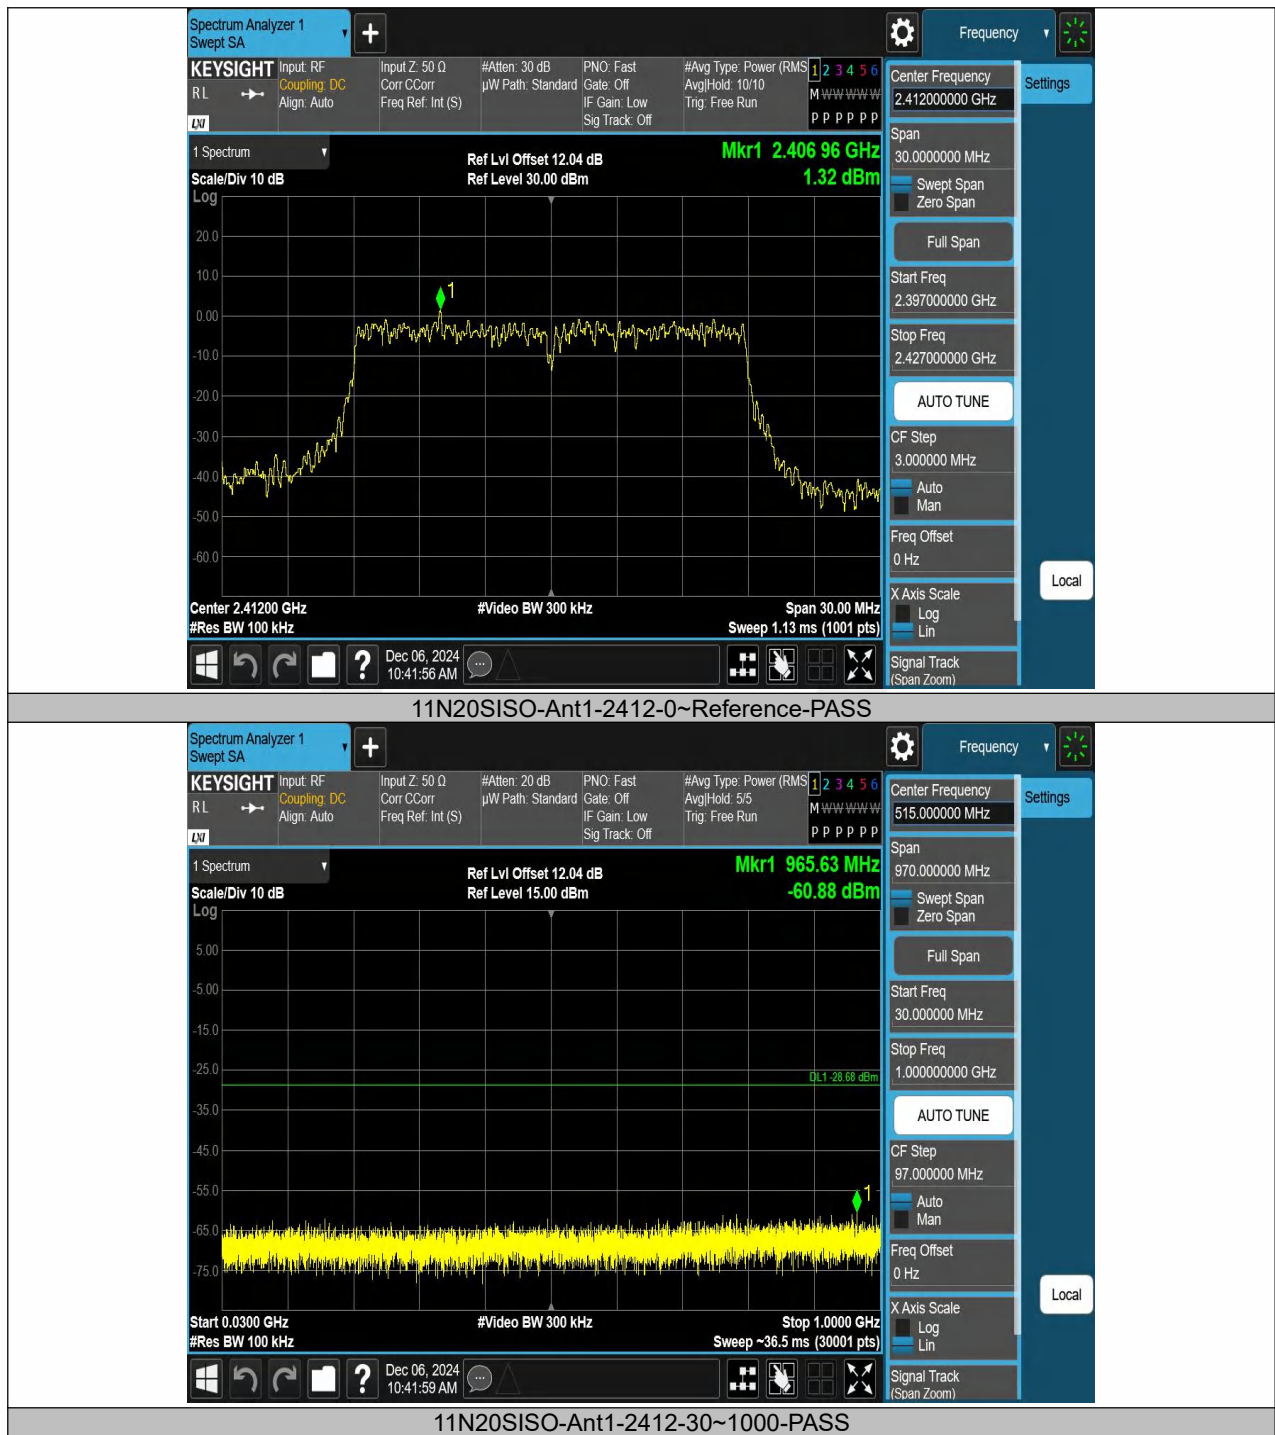 Spectrum Analyzer 1
Swept SA
+
Frequency
KEYSIGHT
RL
LXI
Input: RF
Coupling: DC
Align: Auto
Input Z: 50 Ω
Corr CCorr
Freq Ref: Int (S)
#Atten: 30 dB
µW Path: Standard
PNO: Fast
Gate: Off
IF Gain: Low
Sig Track: Off
#Avg Type: Power (RMS
Avg|Hold: 10/10
Trig: Free Run
1 2 3 4 5 6
M W W W W W
P P P P P P
1 Spectrum
Scale/Div 10 dB
Log
Ref Lvl Offset 12.04 dB
Ref Level 30.00 dBm
Mkr1 2.406 96 GHz
1.32 dBm
20.0
10.0
0.00
-10.0
-20.0
-30.0
-40.0
-50.0
-60.0
1
Center 2.41200 GHz
#Res BW 100 kHz
#Video BW 300 kHz
Span 30.00 MHz
Sweep 1.13 ms (1001 pts)
?
Dec 06, 2024
10:41:56 AM
Center Frequency
2.412000000 GHz
Span
30.0000000 MHz
Swept Span
Zero Span
Full Span
Start Freq
2.397000000 GHz
Stop Freq
2.427000000 GHz
AUTO TUNE
CF Step
3.000000 MHz
Auto
Man
Freq Offset
0 Hz
X Axis Scale
Log
Lin
Signal Track
(Span Zoom)
Settings
Local
11N20SISO-Ant1-2412-0~Reference-PASS
Spectrum Analyzer 1
Swept SA
+
Frequency
KEYSIGHT
RL
LXI
Input: RF
Coupling: DC
Align: Auto
Input Z: 50 Ω
Corr CCorr
Freq Ref: Int (S)
#Atten: 20 dB
µW Path: Standard
PNO: Fast
Gate: Off
IF Gain: Low
Sig Track: Off
#Avg Type: Power (RMS
Avg|Hold: 5/5
Trig: Free Run
1 2 3 4 5 6
M W W W W W
P P P P P P
1 Spectrum
Scale/Div 10 dB
Log
Ref Lvl Offset 12.04 dB
Ref Level 15.00 dBm
Mkr1 965.63 MHz
-60.88 dBm
5.00
-5.00
-15.0
-25.0
-35.0
-45.0
-55.0
-65.0
-75.0
DL1 -28.68 dBm
1
Start 0.0300 GHz
#Res BW 100 kHz
#Video BW 300 kHz
Stop 1.0000 GHz
Sweep ~36.5 ms (30001 pts)
?
Dec 06, 2024
10:41:59 AM
Center Frequency
515.000000 MHz
Span
970.000000 MHz
Swept Span
Zero Span
Full Span
Start Freq
30.000000 MHz
Stop Freq
1.000000000 GHz
AUTO TUNE
CF Step
97.000000 MHz
Auto
Man
Freq Offset
0 Hz
X Axis Scale
Log
Lin
Signal Track
(Span Zoom)
Settings
Local
11N20SISO-Ant1-2412-30~1000-PASS